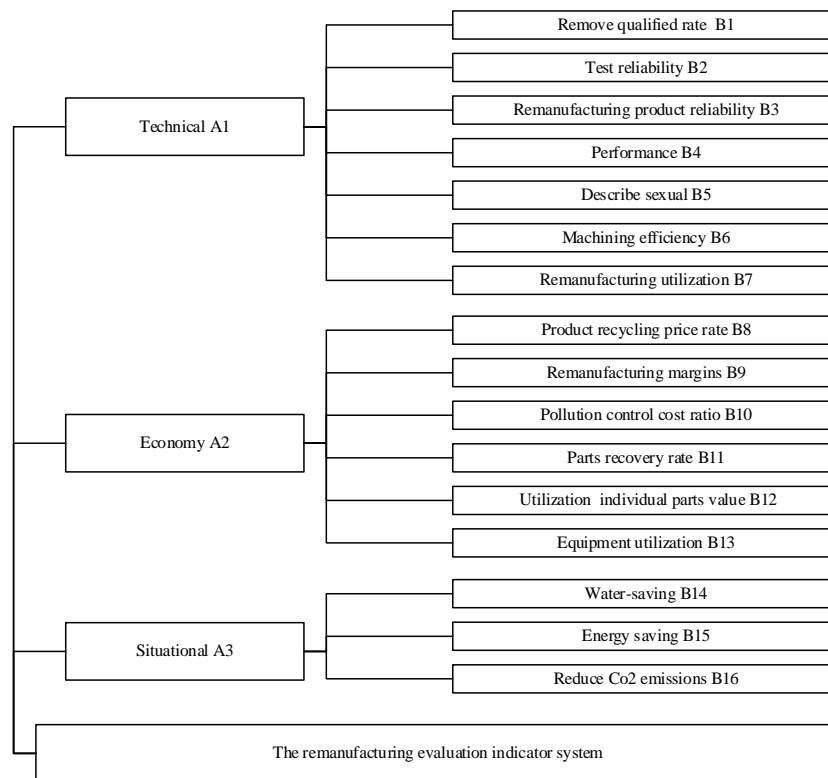 Remove qualified rate B1
Test reliability B2
Remanufacturing product reliability B3
Technical A1
Performance B4
Describe sexual B5
Machining efficiency B6
Remanufacturing utilization B7
Product recycling price rate B8
Remanufacturing margins B9
Pollution control cost ratio B10
Economy A2
Parts recovery rate B11
Utilization individual parts value B12
Equipment utilization B13
Water-saving B14
Energy saving B15
Situational A3
Reduce Co2 emissions B16
The remanufacturing evaluation indicator system